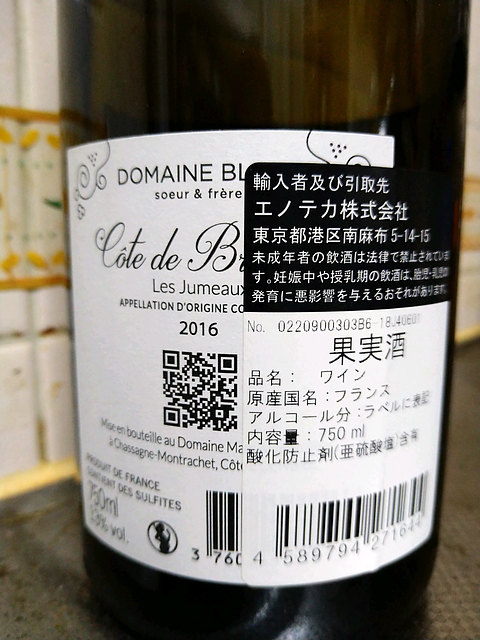 DOMAINE BL
soeur & frère
Côte de Br
Les Jumeaux
APPELLATION D'ORIGINE CO
2016
Mise en bouteille au Domaine Ma
à Chassagne-Montrachet, Côte
PRODUIT DE FRANCE
CONTIENT DES SULFITES
750ml
13% vol.
3 760
輸入者及び引取先
エノテカ株式会社
東京都港区南麻布5-14-15
未成年者の飲酒は法律で禁止されていま
す。妊娠中や授乳期の飲酒は、胎児・乳児の
発育に悪影響を与えるおそれがあります。
No. 0220900303B6
果実酒
品名： ワイン
原産国名：フランス
アルコール分：ラベルに表記
内容量：750 ml
酸化防止剤(亜硫酸塩)含有
4 589794 271644